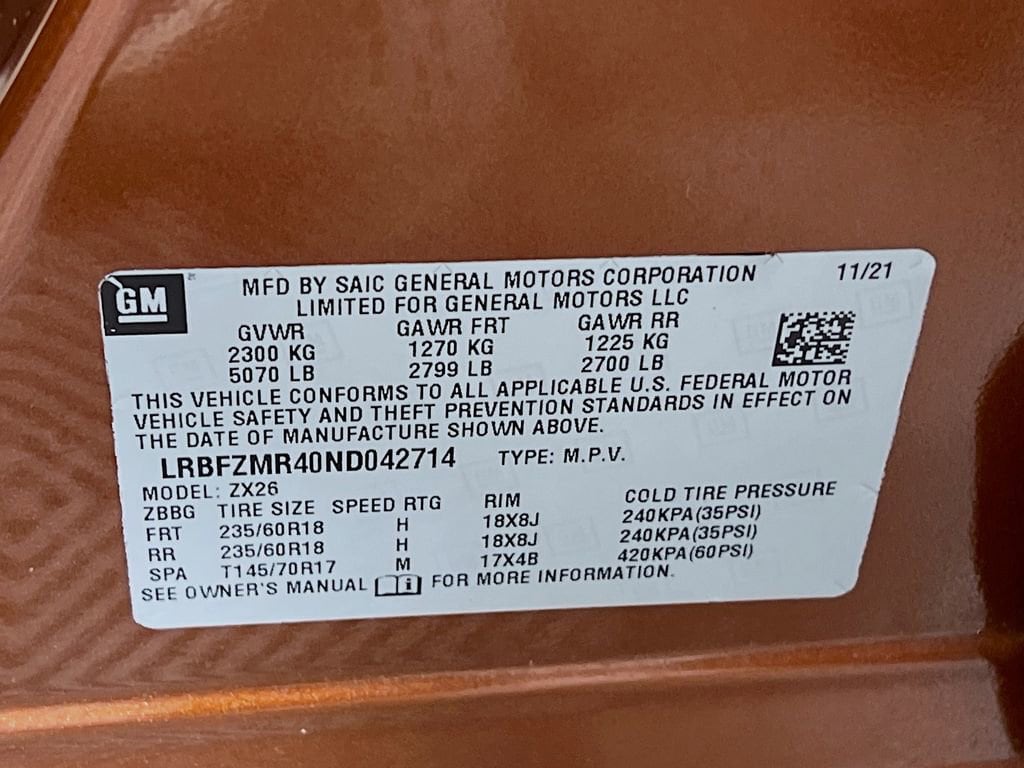 GM
MFD BY SAIC GENERAL MOTORS CORPORATION 11/21
LIMITED FOR GENERAL MOTORS LLC
GVWR GAWR FRT GAWR RR
2300 KG 1270 KG 1225 KG
5070 LB 2799 LB 2700 LB
THIS VEHICLE CONFORMS TO ALL APPLICABLE U.S. FEDERAL MOTOR
VEHICLE SAFETY AND THEFT PREVENTION STANDARDS IN EFFECT ON
THE DATE OF MANUFACTURE SHOWN ABOVE.
LRBFZMR40ND042714 TYPE: M.P.V.
MODEL: ZX26
ZBBG TIRE SIZE SPEED RTG RIM COLD TIRE PRESSURE
FRT 235/60R18 H 18X8J 240KPA(35PSI)
RR 235/60R18 H 18X8J 240KPA(35PSI)
SPA T145/70R17 M 17X4B 420KPA(60PSI)
SEE OWNER'S MANUAL FOR MORE INFORMATION.